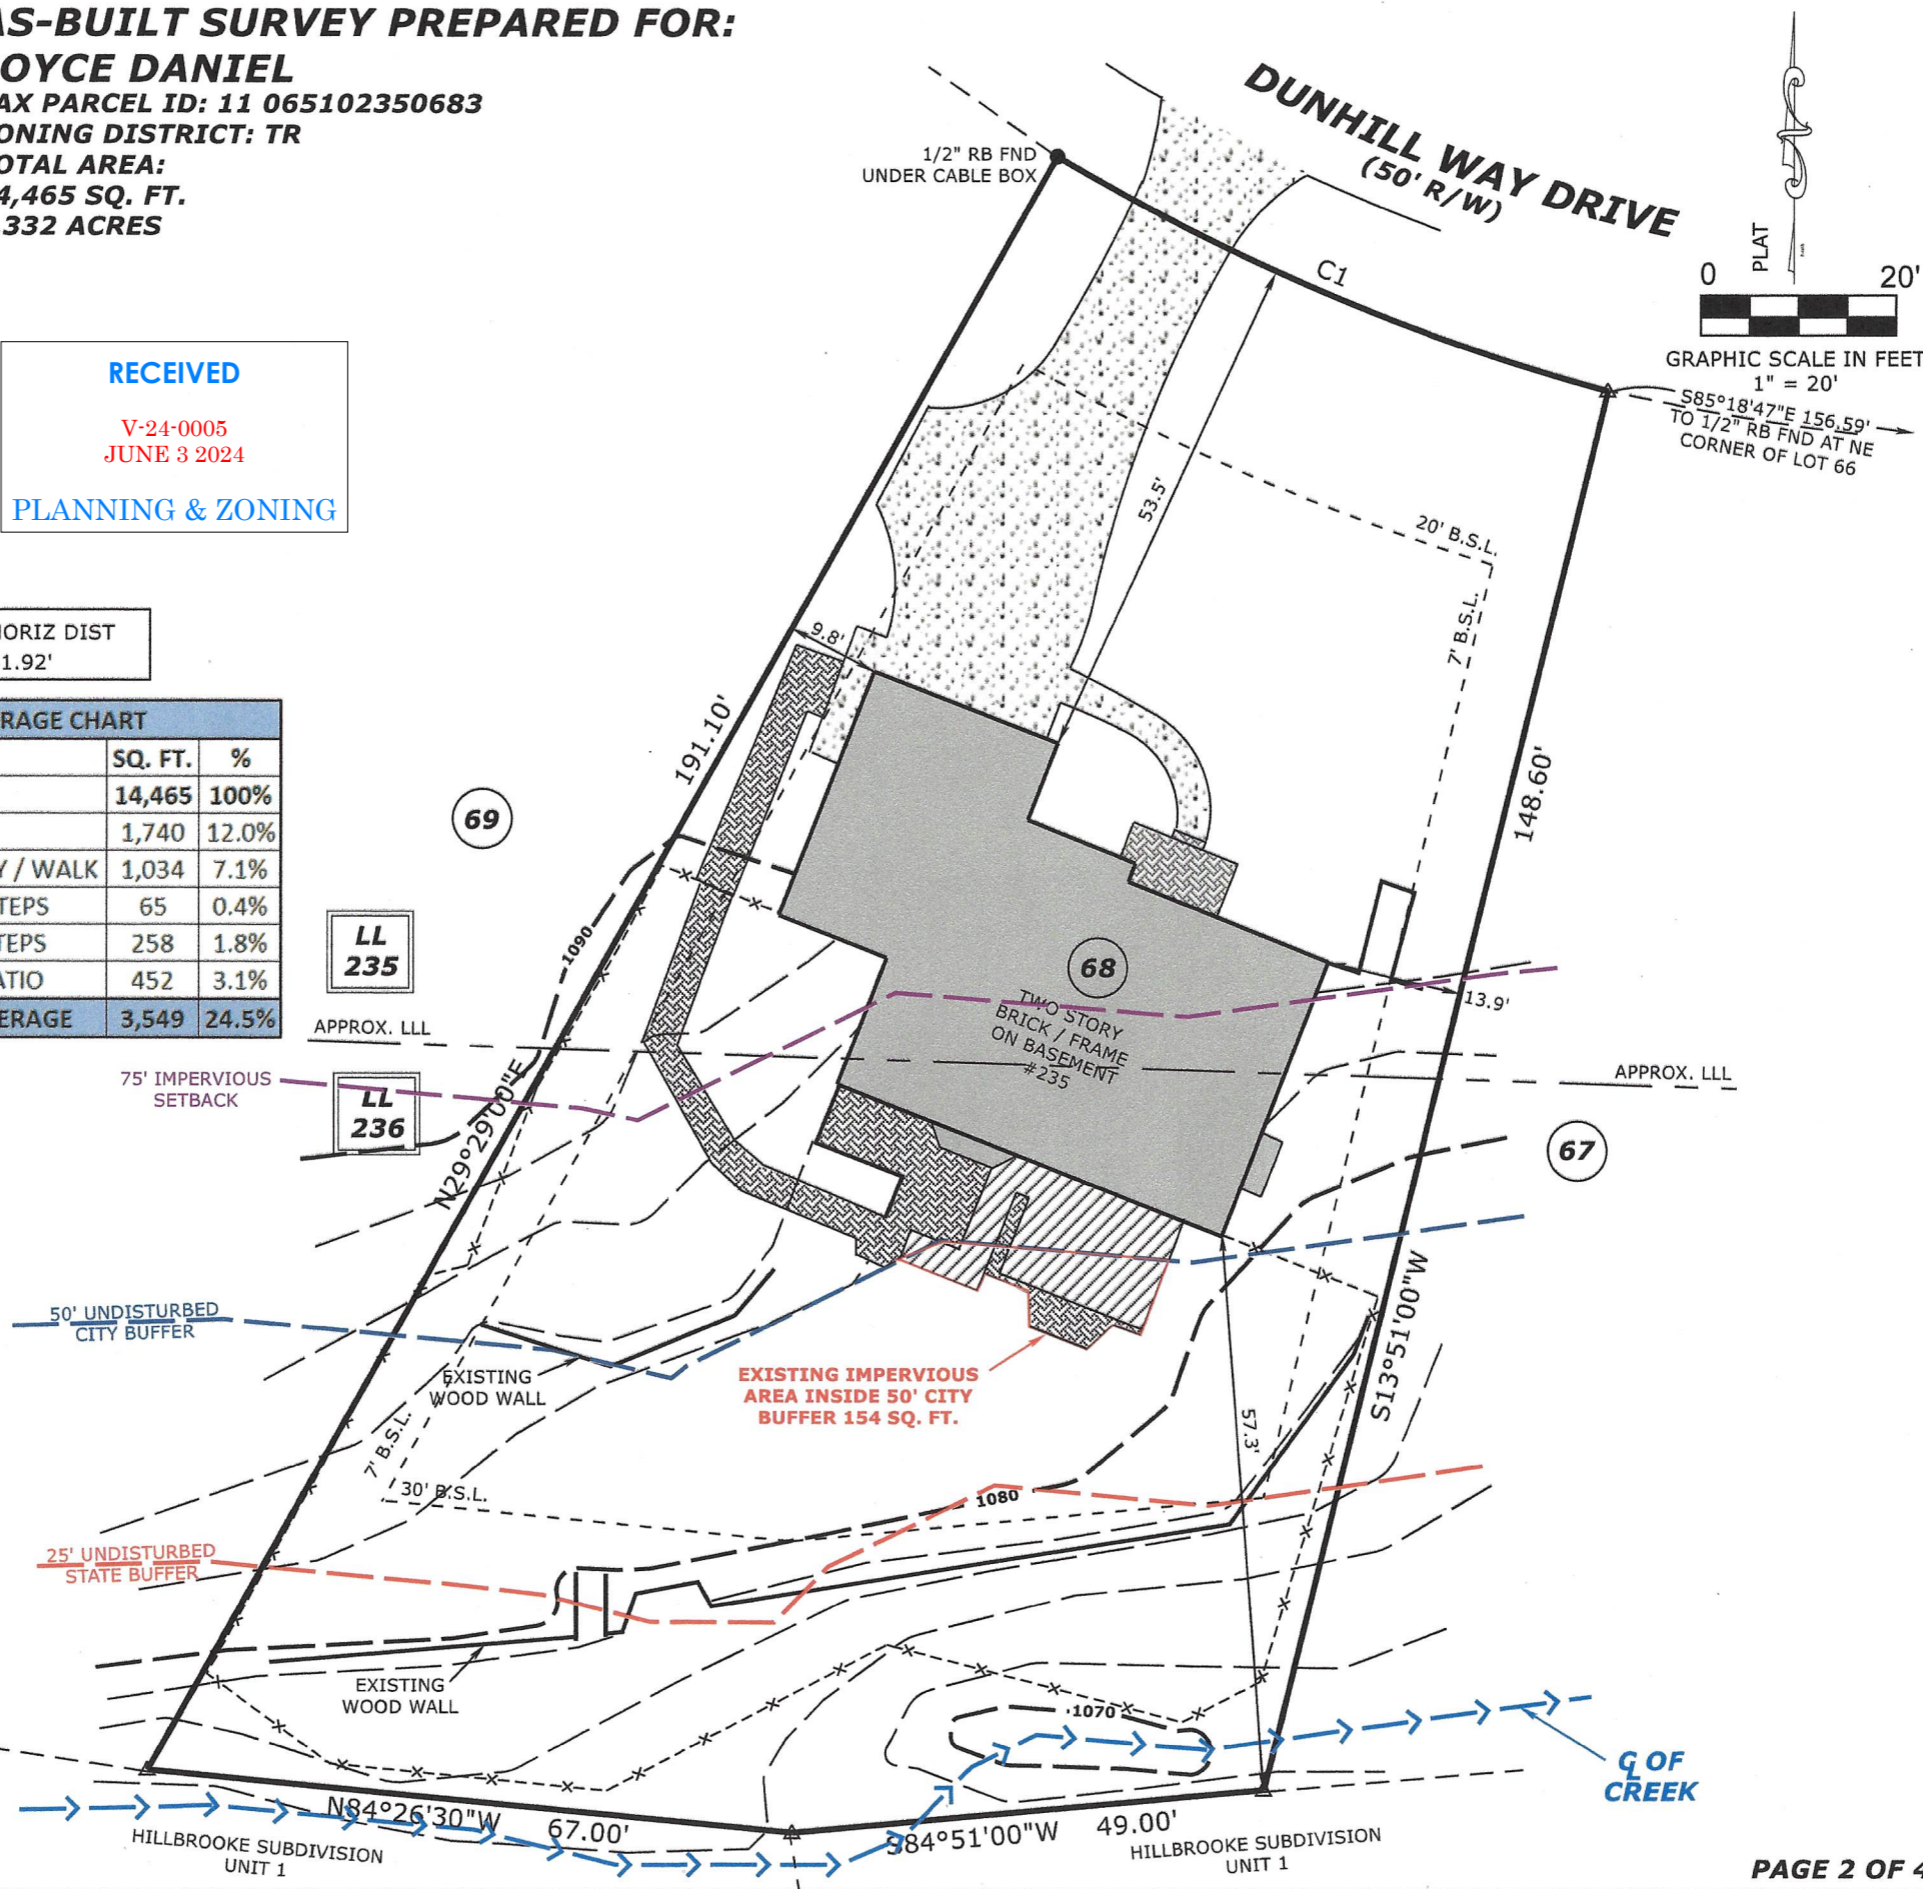 AS-BUILT SURVEY PREPARED FOR:
OYCE DANIEL
AX PARCEL ID: 11 065102350683
ONING DISTRICT: TR
OTAL AREA:
4,465 SQ. FT.
.332 ACRES
1/2" RB FND
UNDER CABLE BOX
DUNHILL WAY DRIVE
(50' R/W)
C1
PLAT
0 20'
GRAPHIC SCALE IN FEET
1" = 20'
S85°18'47"E 156.59'
TO 1/2" RB FND AT NE
CORNER OF LOT 66
RECEIVED
V-24-0005
JUNE 3 2024
PLANNING & ZONING
53.5'
20' B.S.L.
7' B.S.L.
HORIZ DIST
1.92'
9.8'
191.10'
148.60'
RAGE CHART
SQ. FT. %
14,465 100%
1,740 12.0%
Y / WALK 1,034 7.1%
TEPS 65 0.4%
TEPS 258 1.8%
ATIO 452 3.1%
ERAGE 3,549 24.5%
69
1090
LL
235
68
TWO STORY
BRICK / FRAME
ON BASEMENT
#235
13.9'
APPROX. LLL
APPROX. LLL
75' IMPERVIOUS
SETBACK
LL
236
N29°29'00"E
67
50' UNDISTURBED
CITY BUFFER
EXISTING
WOOD WALL
EXISTING IMPERVIOUS
AREA INSIDE 50' CITY
BUFFER 154 SQ. FT.
S13°51'00"W
57.3'
7' B.S.L.
30' B.S.L.
1080
25' UNDISTURBED
STATE BUFFER
EXISTING
WOOD WALL
1070
℄ OF
CREEK
N84°26'30"W 67.00'
S84°51'00"W 49.00'
HILLBROOKE SUBDIVISION
UNIT 1
HILLBROOKE SUBDIVISION
UNIT 1
PAGE 2 OF 4